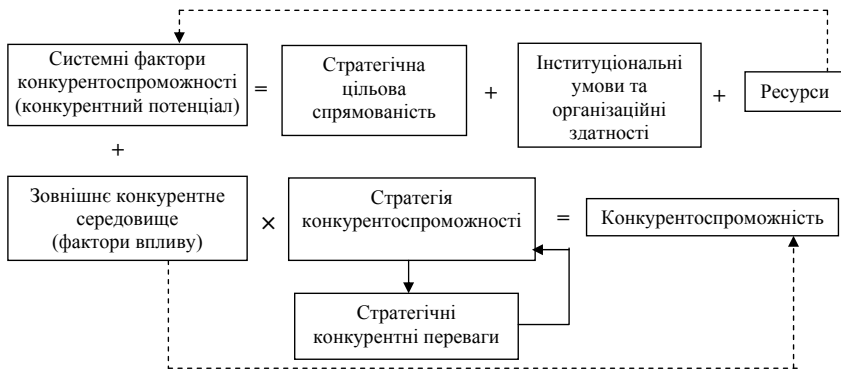 Системні фактори
конкурентоспроможності
(конкурентний потенціал)
=
Стратегічна
цільова
спрямованість
+
Інституціональні
умови та
організаційні
здатності
+
Ресурси
+
Зовнішнє конкурентне
середовище
(фактори впливу)
×
Стратегія
конкурентоспроможності
=
Конкурентоспроможність
Стратегічні
конкурентні переваги